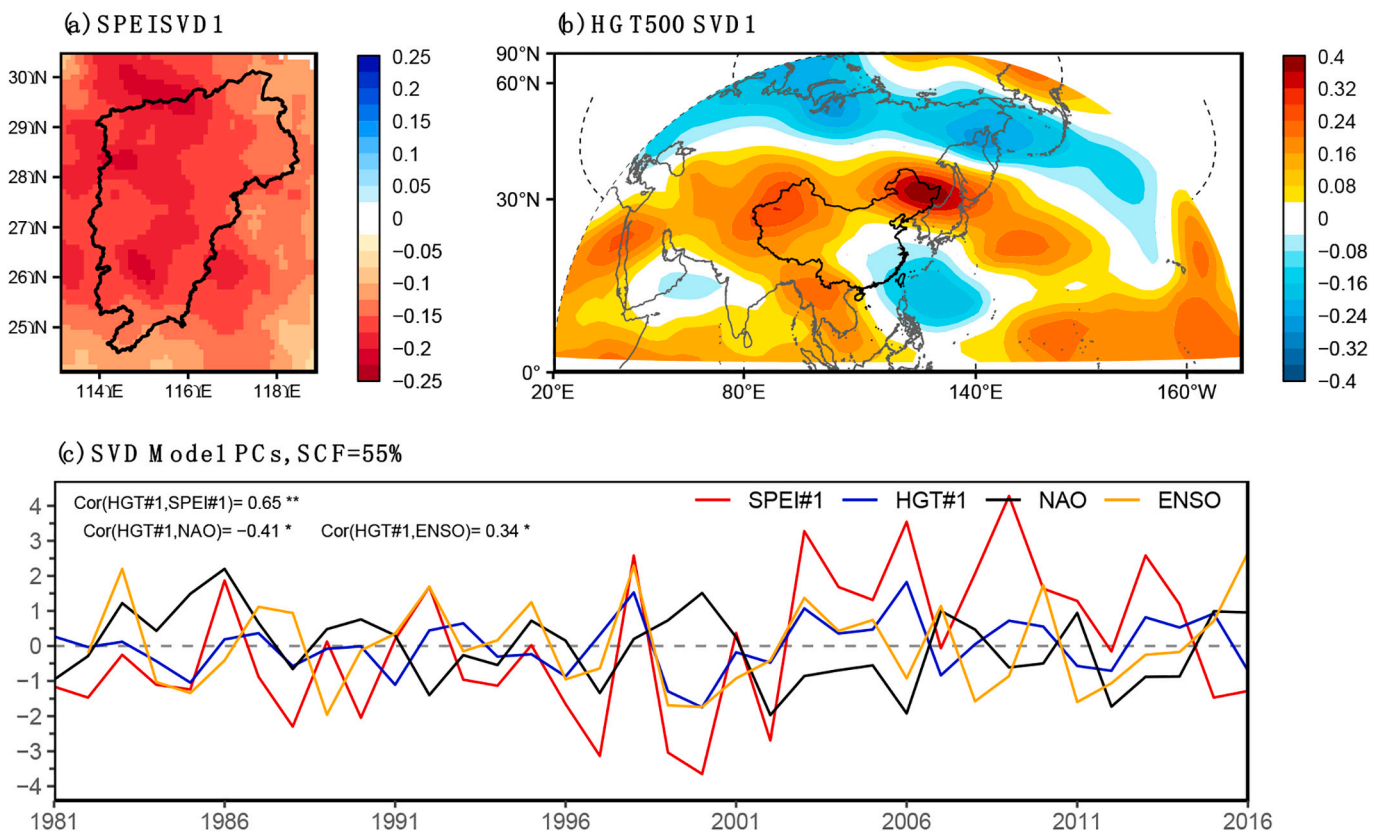 (a) SPEISVD1
30°N
29°N
28°N
27°N
26°N
25°N
114°E 116°E 118°E
0.25
0.2
0.15
0.1
0.05
0
−0.05
−0.1
−0.15
−0.2
−0.25
(b) HGT500 SVD1
90°N
60°N
30°N
0°
20°E 80°E 140°E 160°W
0.4
0.32
0.24
0.16
0.08
0
−0.08
−0.16
−0.24
−0.32
−0.4
(c) SVD Mode1 PCs, SCF=55%
Cor(HGT#1,SPEI#1)= 0.65 **
Cor(HGT#1,NAO)= −0.41 * Cor(HGT#1,ENSO)= 0.34 *
SPEI#1 HGT#1 NAO ENSO
4
3
2
1
0
−1
−2
−3
−4
1981 1986 1991 1996 2001 2006 2011 2016